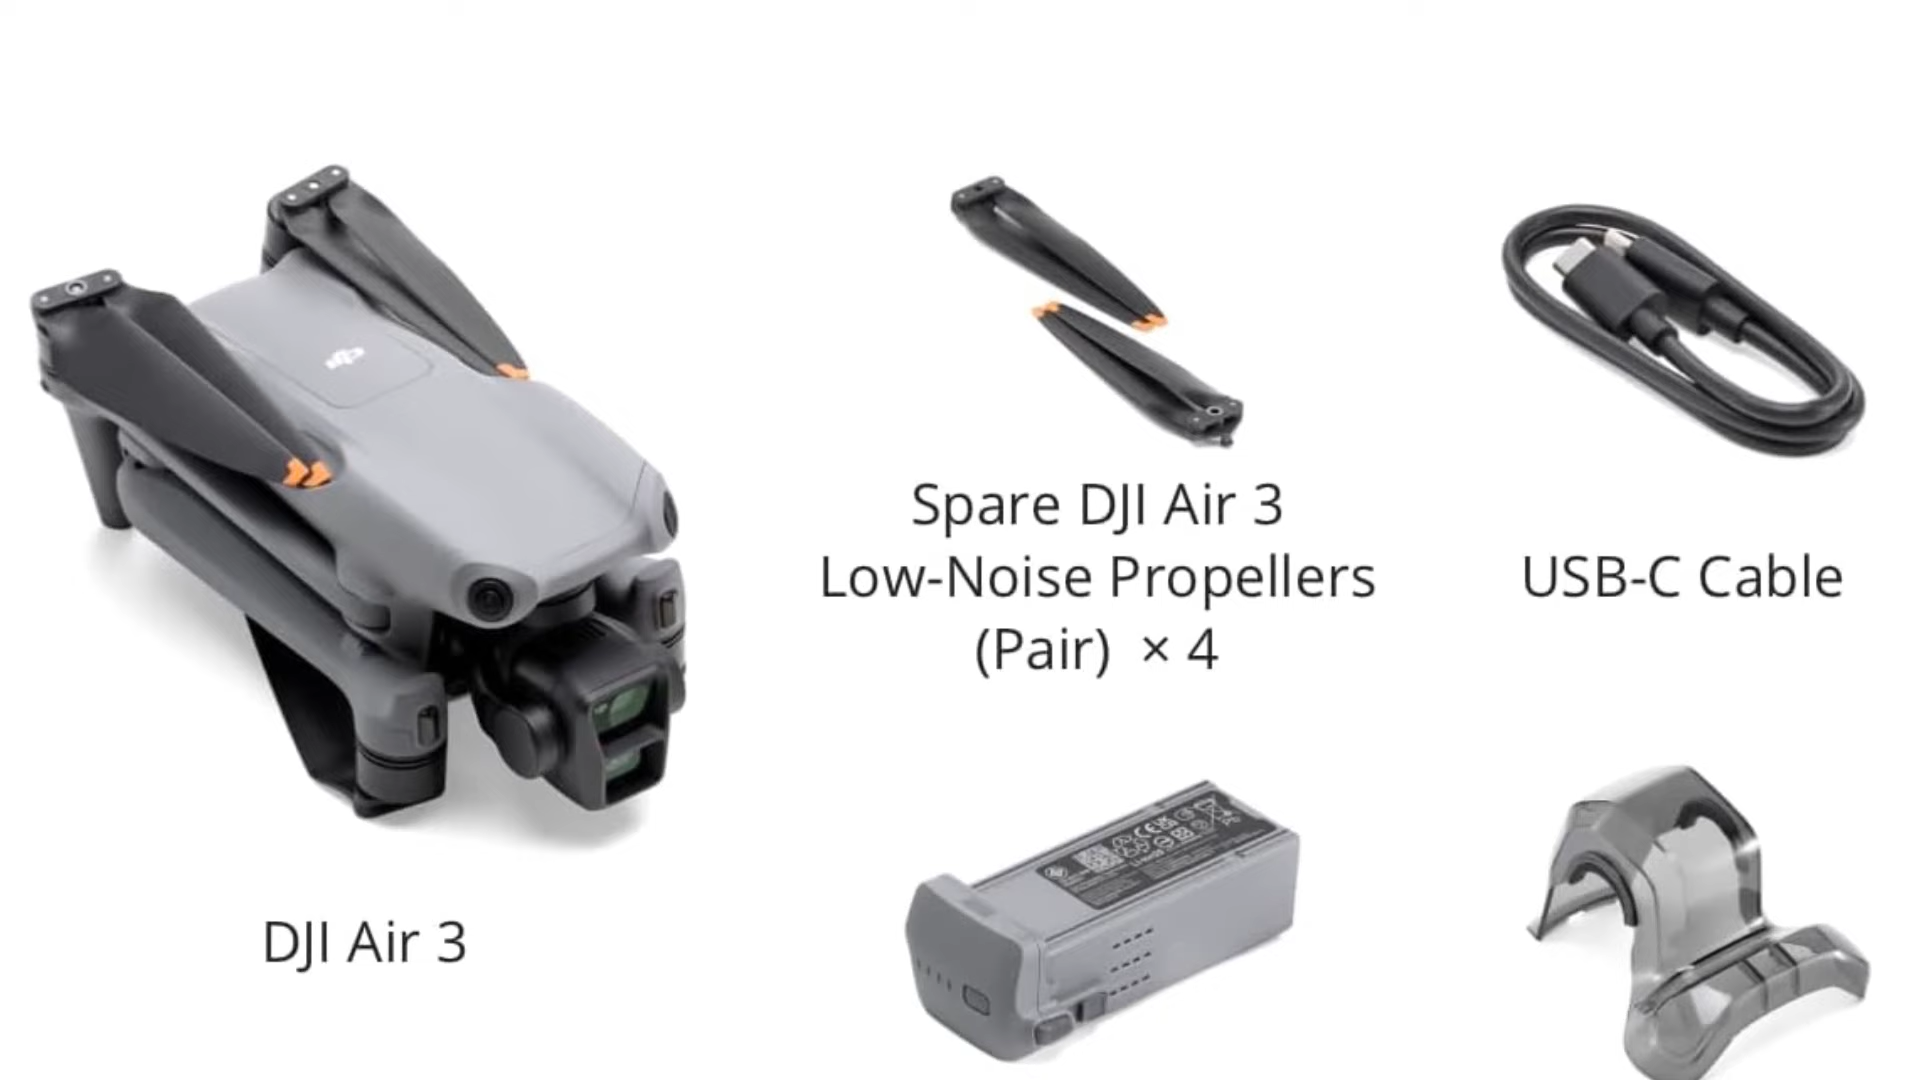 Spare DJI Air 3
Low-Noise Propellers
(Pair) × 4
USB-C Cable
DJI Air 3